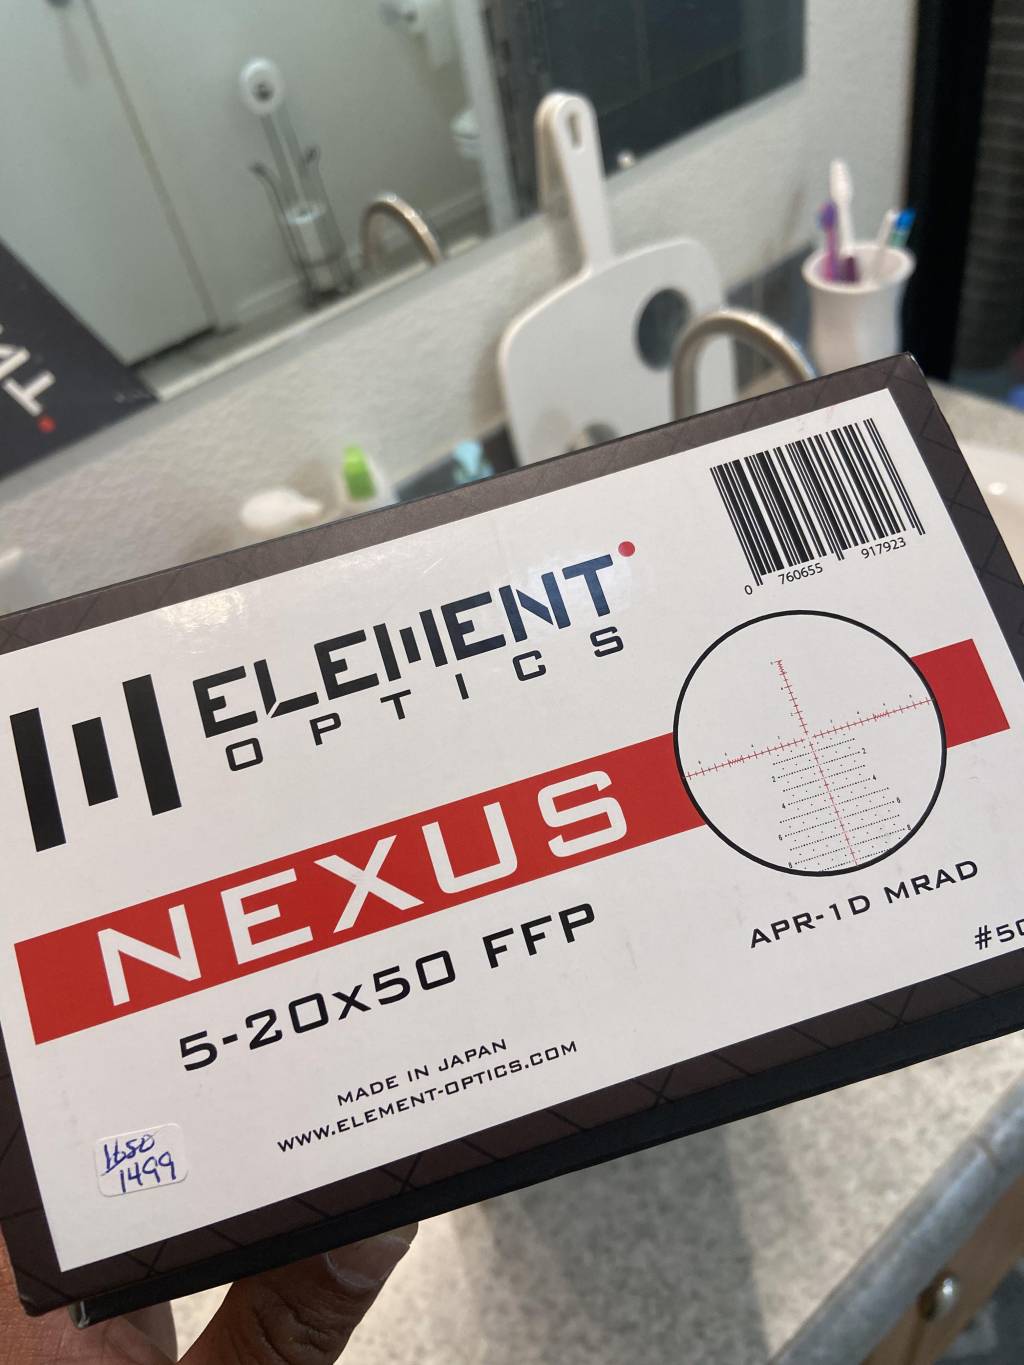 ELEMENT
OPTICS
0 760655 917923
NEXUS
5-20x50 FFP
APR-1D MRAD
MADE IN JAPAN
WWW.ELEMENT-OPTICS.COM
1650
1499